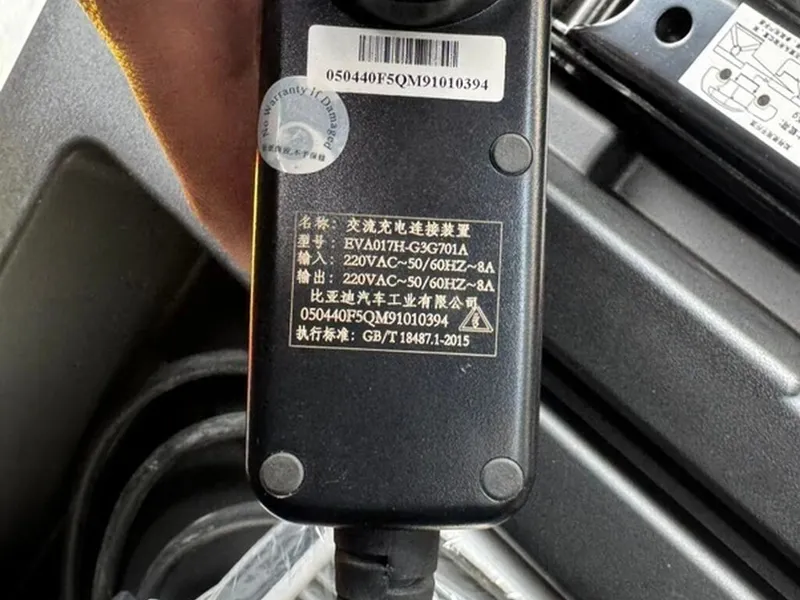 050440F5QM91010394
No Warranty If Damaged
名称：交流充电连接装置
型号：EVA017H-G3G701A
输入：220VAC~50/60HZ~8A
输出：220VAC~50/60HZ~8A
比亚迪汽车工业有限公司
050440F5QM91010394
执行标准：GB/T 18487.1-2015